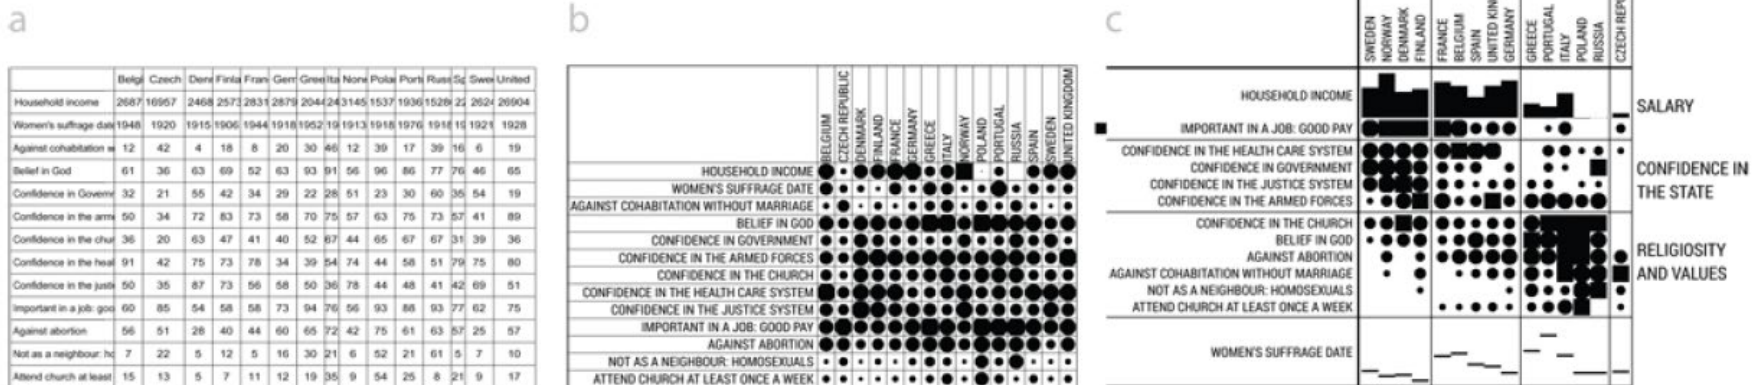 a
Belgi Czech Finla Fran Gree Ita Pola Port Russ Swe United
Household income 2687 16957 2468 2573 2831 2879 2044 24 3145 1537 1936 1528 22 2624 26904
Women's suffrage date 1948 1920 1915 1906 1944 1918 1952 19 1913 1918 1976 1918 19 1921 1928
Against cohabitation w 12 42 4 18 8 20 30 46 12 39 17 39 16 6 19
Belief in God 61 36 63 69 52 63 93 91 56 96 86 77 76 46 65
Confidence in Governm 32 21 55 42 34 29 22 28 51 23 30 60 35 54 19
Confidence in the arm 50 34 72 83 73 58 70 75 57 63 75 73 57 41 89
Confidence in the chur 36 20 63 47 41 40 52 67 44 65 67 67 31 39 36
Confidence in the heal 91 42 75 73 78 34 39 54 74 44 58 51 79 75 80
Confidence in the justi 50 35 87 73 56 58 50 36 78 44 48 41 42 69 51
Important in a job: goo 60 85 54 58 58 73 94 76 56 93 88 93 77 62 75
Against abortion 56 51 28 40 44 60 65 72 42 75 61 63 57 25 57
Not as a neighbour: ho 7 22 5 12 5 16 30 21 6 52 21 61 5 7 10
Attend church at least 15 13 5 7 11 12 19 35 9 54 25 8 21 9 17
b
BELGIUM CZECH REPUBLIC DENMARK FINLAND FRANCE GERMANY GREECE ITALY NORWAY POLAND PORTUGAL RUSSIA SPAIN SWEDEN UNITED KINGDOM
HOUSEHOLD INCOME
WOMEN'S SUFFRAGE DATE
AGAINST COHABITATION WITHOUT MARRIAGE
BELIEF IN GOD
CONFIDENCE IN GOVERNMENT
CONFIDENCE IN THE ARMED FORCES
CONFIDENCE IN THE CHURCH
CONFIDENCE IN THE HEALTH CARE SYSTEM
CONFIDENCE IN THE JUSTICE SYSTEM
IMPORTANT IN A JOB: GOOD PAY
AGAINST ABORTION
NOT AS A NEIGHBOUR: HOMOSEXUALS
ATTEND CHURCH AT LEAST ONCE A WEEK
c
SWEDEN NORWAY DENMARK FINLAND FRANCE BELGIUM SPAIN UNITED KIN GERMANY GREECE PORTUGAL ITALY POLAND RUSSIA CZECH REP
HOUSEHOLD INCOME
SALARY
IMPORTANT IN A JOB: GOOD PAY
CONFIDENCE IN THE HEALTH CARE SYSTEM
CONFIDENCE IN GOVERNMENT
CONFIDENCE IN THE JUSTICE SYSTEM
CONFIDENCE IN THE ARMED FORCES
CONFIDENCE IN
THE STATE
CONFIDENCE IN THE CHURCH
BELIEF IN GOD
AGAINST ABORTION
AGAINST COHABITATION WITHOUT MARRIAGE
NOT AS A NEIGHBOUR: HOMOSEXUALS
ATTEND CHURCH AT LEAST ONCE A WEEK
RELIGIOSITY
AND VALUES
WOMEN'S SUFFRAGE DATE